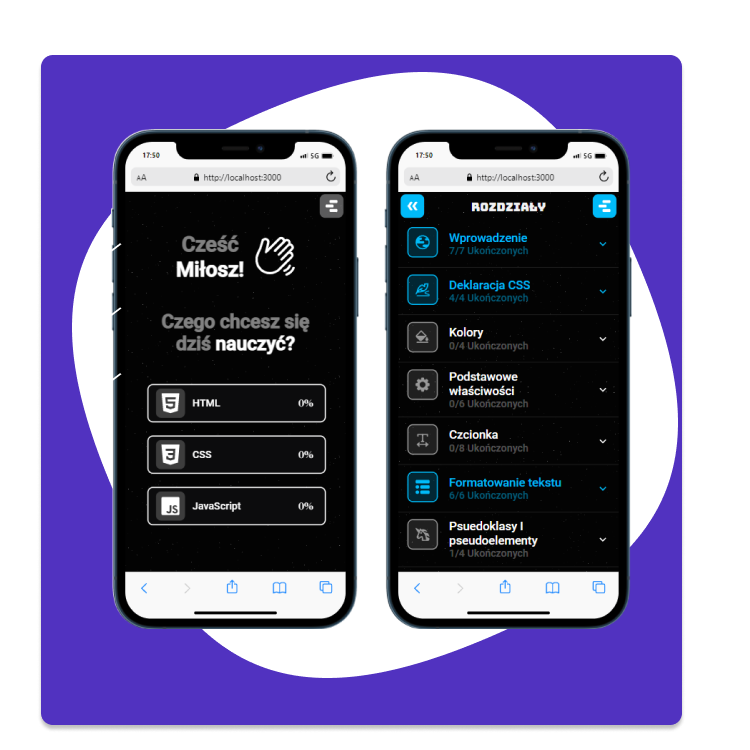 17:50
5G
AA
http://localhost:3000
Cześć
Miłosz!
Czego chcesz się
dziś nauczyć?
HTML 0%
CSS 0%
JS JavaScript 0%
17:50
5G
AA
http://localhost:3000
ROZDZIAŁY
Wprowadzenie
7/7 Ukończonych
Deklaracja CSS
4/4 Ukończonych
Kolory
0/4 Ukończonych
Podstawowe
właściwości
0/6 Ukończonych
Czcionka
0/8 Ukończonych
Formatowanie tekstu
6/6 Ukończonych
Psuedoklasy I
pseudoelementy
1/4 Ukończonych